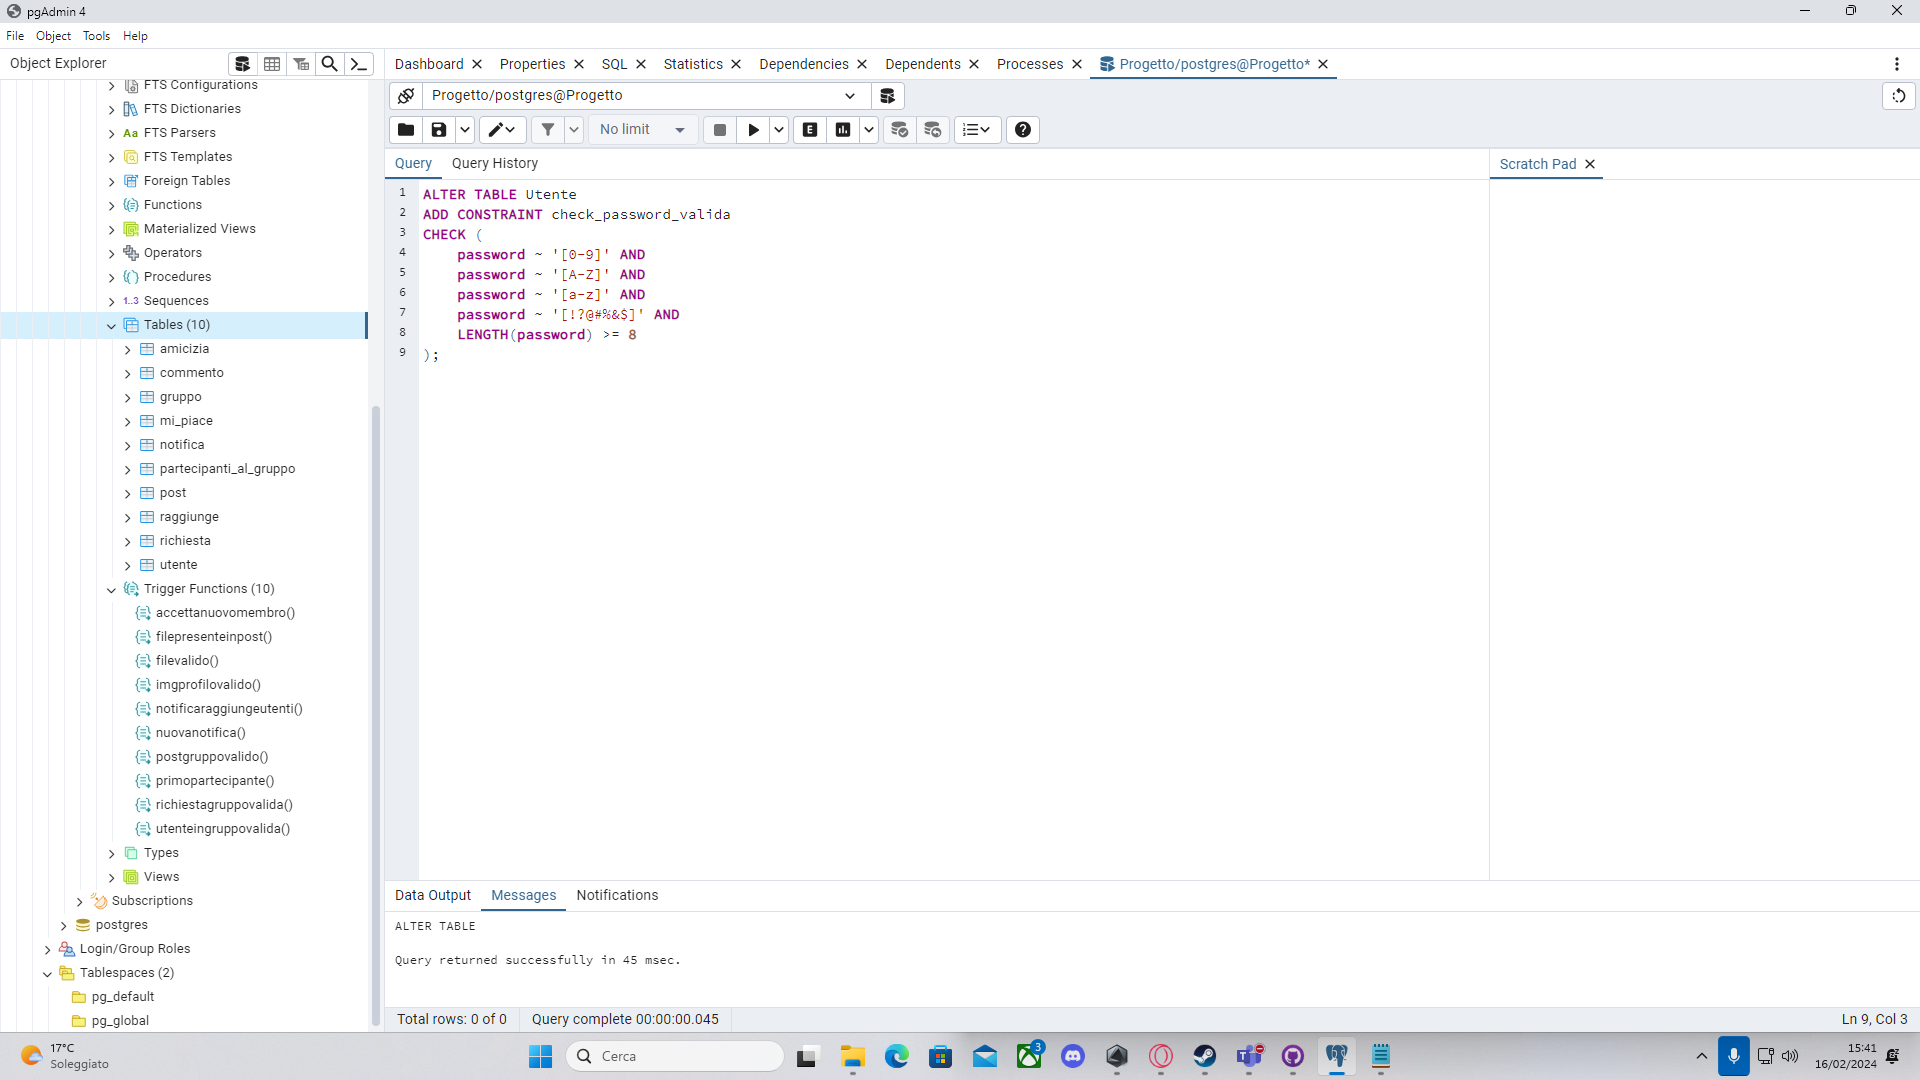 pgAdmin 4
File Object Tools Help
Object Explorer
Dashboard Properties SQL Statistics Dependencies Dependents Processes Progetto/postgres@Progetto*
Progetto/postgres@Progetto
No limit
E
Query Query History
Scratch Pad
FTS Configurations
FTS Dictionaries
Aa FTS Parsers
FTS Templates
Foreign Tables
Functions
Materialized Views
Operators
Procedures
1..3 Sequences
Tables (10)
amicizia
commento
gruppo
mi_piace
notifica
partecipanti_al_gruppo
post
raggiunge
richiesta
utente
Trigger Functions (10)
accettanuovomembro()
filepresenteinpost()
filevalido()
imgprofilovalido()
notificaraggiungeutenti()
nuovanotifica()
postgruppovalido()
primopartecipante()
richiestagruppovalida()
utenteingruppovalida()
Types
Views
Subscriptions
postgres
Login/Group Roles
Tablespaces (2)
pg_default
pg_global
1 ALTER TABLE Utente
2 ADD CONSTRAINT check_password_valida
3 CHECK (
4 password ~ '[0-9]' AND
5 password ~ '[A-Z]' AND
6 password ~ '[a-z]' AND
7 password ~ '[!?@#%&$]' AND
8 LENGTH(password) >= 8
9 );
Data Output Messages Notifications
ALTER TABLE
Query returned successfully in 45 msec.
Total rows: 0 of 0 Query complete 00:00:00.045
Ln 9, Col 3
17°C
Soleggiato
Cerca
3
15:41
16/02/2024